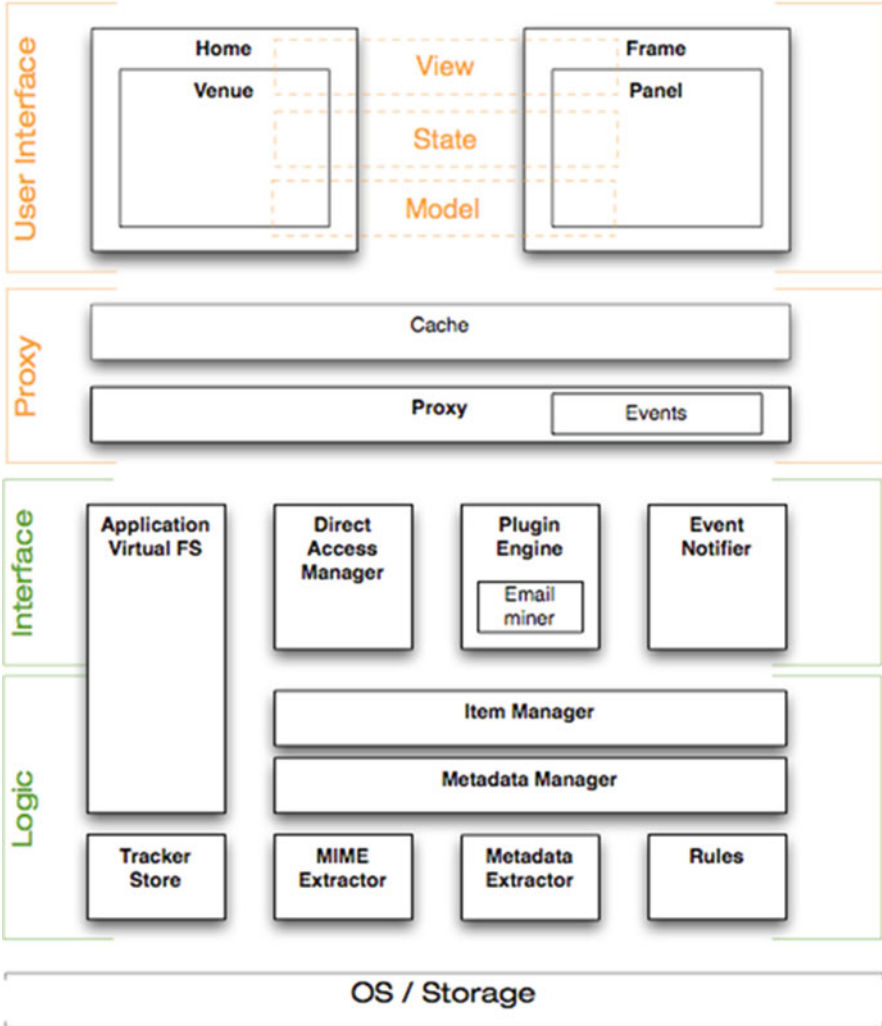 User Interface
Home
Venue
View
State
Model
Frame
Panel
Proxy
Cache
Proxy
Events
Interface
Application
Virtual FS
Direct
Access
Manager
Plugin
Engine
Email
miner
Event
Notifier
Logic
Item Manager
Metadata Manager
Tracker
Store
MIME
Extractor
Metadata
Extractor
Rules
OS / Storage